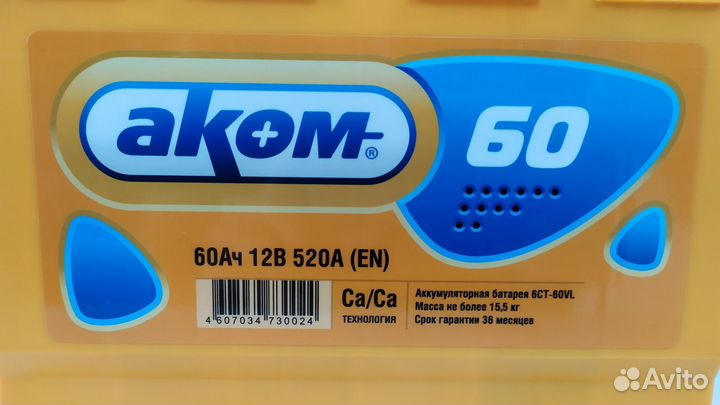 аком®
60
60Ач 12В 520А (EN)
4 607034 730024
Ca/Ca
ТЕХНОЛОГИЯ
Аккумуляторная батарея 6СТ-60VL
Масса не более 15,5 кг
Срок гарантии 36 месяцев
Avito